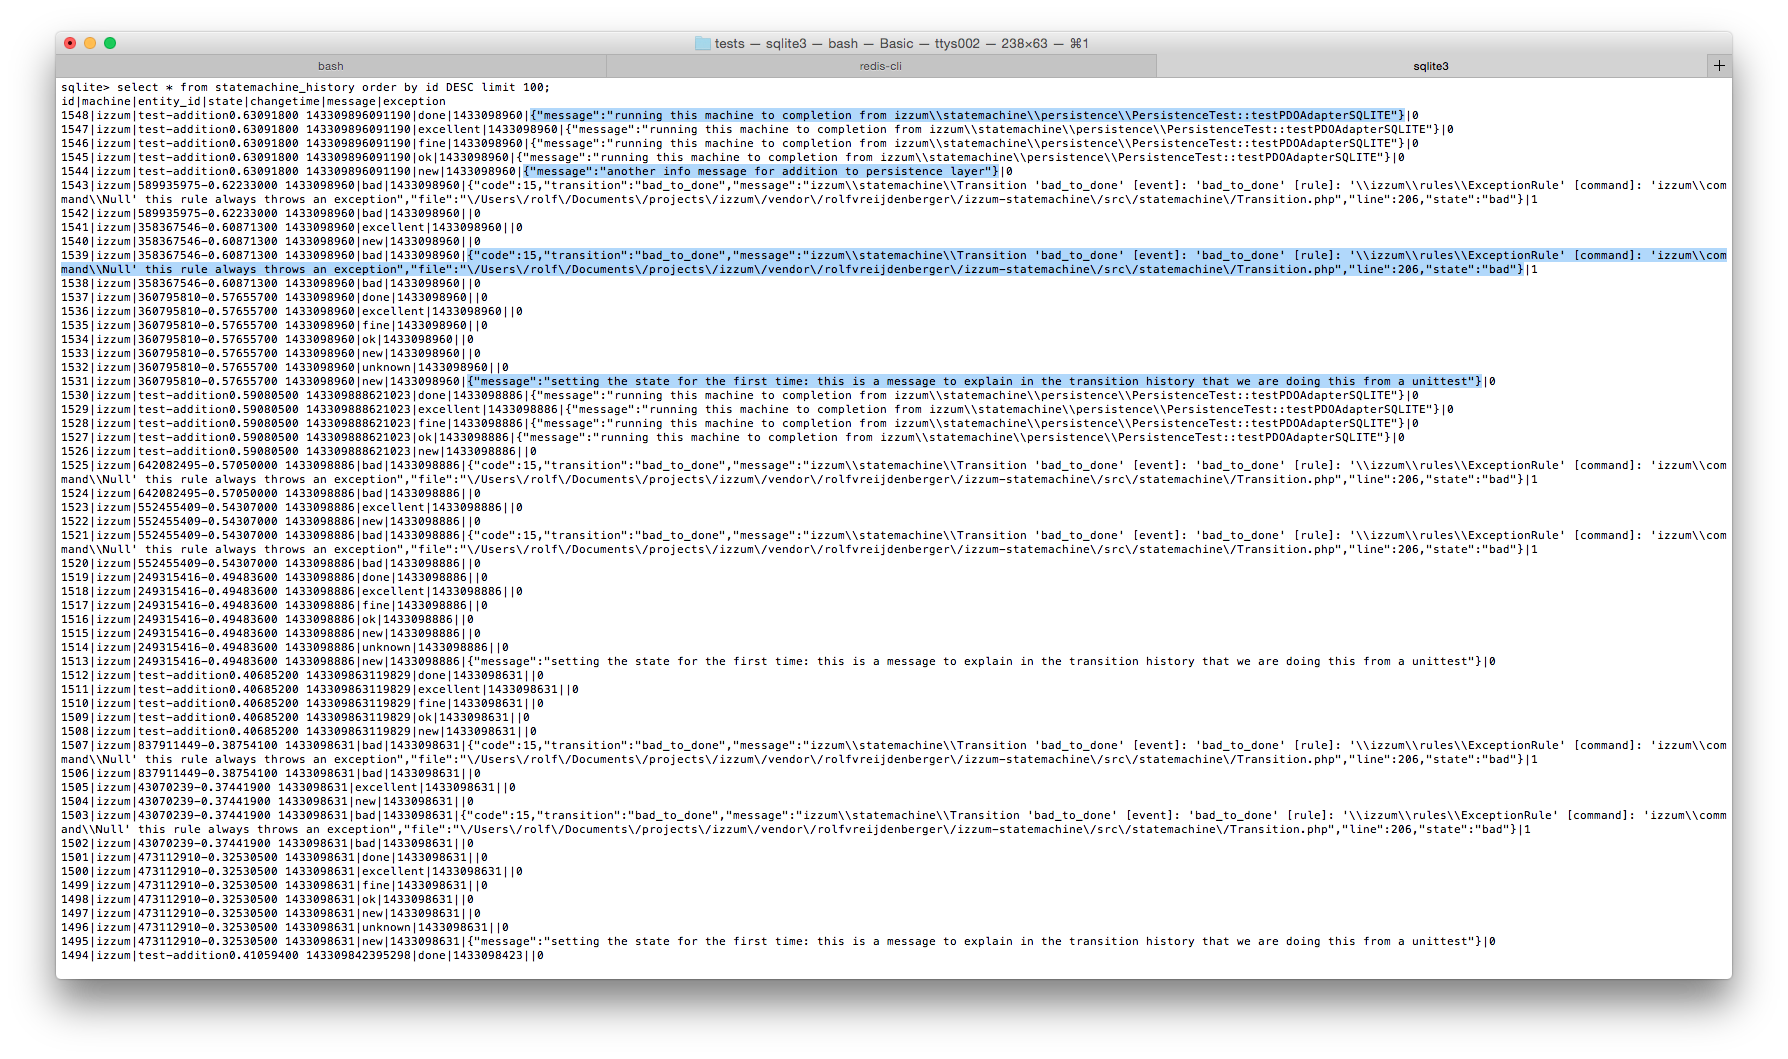 tests — sqlite3 — bash — Basic — ttys002 — 238×63 — ⌘1
bash redis-cli sqlite3 +
sqlite> select * from statemachine_history order by id DESC limit 100;
id|machine|entity_id|state|changetime|message|exception
1548|izzum|test-addition0.63091800 143309896091190|done|1433098960|{"message":"running this machine to completion from izzum\\statemachine\\persistence\\PersistenceTest::testPDOAdapterSQLITE"}|0
1547|izzum|test-addition0.63091800 143309896091190|excellent|1433098960|{"message":"running this machine to completion from izzum\\statemachine\\persistence\\PersistenceTest::testPDOAdapterSQLITE"}|0
1546|izzum|test-addition0.63091800 143309896091190|fine|1433098960|{"message":"running this machine to completion from izzum\\statemachine\\persistence\\PersistenceTest::testPDOAdapterSQLITE"}|0
1545|izzum|test-addition0.63091800 143309896091190|ok|1433098960|{"message":"running this machine to completion from izzum\\statemachine\\persistence\\PersistenceTest::testPDOAdapterSQLITE"}|0
1544|izzum|test-addition0.63091800 143309896091190|new|1433098960|{"message":"another info message for addition to persistence layer"}|0
1543|izzum|589935975-0.62233000 1433098960|bad|1433098960|{"code":15,"transition":"bad_to_done","message":"izzum\\statemachine\\Transition 'bad_to_done' [event]: 'bad_to_done' [rule]: '\\izzum\\rules\\ExceptionRule' [command]: 'izzum\\com
mand\\Null' this rule always throws an exception","file":"\/Users\/rolf\/Documents\/projects\/izzum\/vendor\/rolfvreijdenberger\/izzum-statemachine\/src\/statemachine\/Transition.php","line":206,"state":"bad"}|1
1542|izzum|589935975-0.62233000 1433098960|bad|1433098960||0
1541|izzum|358367546-0.60871300 1433098960|excellent|1433098960||0
1540|izzum|358367546-0.60871300 1433098960|new|1433098960||0
1539|izzum|358367546-0.60871300 1433098960|bad|1433098960|{"code":15,"transition":"bad_to_done","message":"izzum\\statemachine\\Transition 'bad_to_done' [event]: 'bad_to_done' [rule]: '\\izzum\\rules\\ExceptionRule' [command]: 'izzum\\com
mand\\Null' this rule always throws an exception","file":"\/Users\/rolf\/Documents\/projects\/izzum\/vendor\/rolfvreijdenberger\/izzum-statemachine\/src\/statemachine\/Transition.php","line":206,"state":"bad"}|1
1538|izzum|358367546-0.60871300 1433098960|bad|1433098960||0
1537|izzum|360795810-0.57655700 1433098960|done|1433098960||0
1536|izzum|360795810-0.57655700 1433098960|excellent|1433098960||0
1535|izzum|360795810-0.57655700 1433098960|fine|1433098960||0
1534|izzum|360795810-0.57655700 1433098960|ok|1433098960||0
1533|izzum|360795810-0.57655700 1433098960|new|1433098960||0
1532|izzum|360795810-0.57655700 1433098960|unknown|1433098960||0
1531|izzum|360795810-0.57655700 1433098960|new|1433098960|{"message":"setting the state for the first time: this is a message to explain in the transition history that we are doing this from a unittest"}|0
1530|izzum|test-addition0.59080500 143309888621023|done|1433098886|{"message":"running this machine to completion from izzum\\statemachine\\persistence\\PersistenceTest::testPDOAdapterSQLITE"}|0
1529|izzum|test-addition0.59080500 143309888621023|excellent|1433098886|{"message":"running this machine to completion from izzum\\statemachine\\persistence\\PersistenceTest::testPDOAdapterSQLITE"}|0
1528|izzum|test-addition0.59080500 143309888621023|fine|1433098886|{"message":"running this machine to completion from izzum\\statemachine\\persistence\\PersistenceTest::testPDOAdapterSQLITE"}|0
1527|izzum|test-addition0.59080500 143309888621023|ok|1433098886|{"message":"running this machine to completion from izzum\\statemachine\\persistence\\PersistenceTest::testPDOAdapterSQLITE"}|0
1526|izzum|test-addition0.59080500 143309888621023|new|1433098886||0
1525|izzum|642082495-0.57050000 1433098886|bad|1433098886|{"code":15,"transition":"bad_to_done","message":"izzum\\statemachine\\Transition 'bad_to_done' [event]: 'bad_to_done' [rule]: '\\izzum\\rules\\ExceptionRule' [command]: 'izzum\\com
mand\\Null' this rule always throws an exception","file":"\/Users\/rolf\/Documents\/projects\/izzum\/vendor\/rolfvreijdenberger\/izzum-statemachine\/src\/statemachine\/Transition.php","line":206,"state":"bad"}|1
1524|izzum|642082495-0.57050000 1433098886|bad|1433098886||0
1523|izzum|552455409-0.54307000 1433098886|excellent|1433098886||0
1522|izzum|552455409-0.54307000 1433098886|new|1433098886||0
1521|izzum|552455409-0.54307000 1433098886|bad|1433098886|{"code":15,"transition":"bad_to_done","message":"izzum\\statemachine\\Transition 'bad_to_done' [event]: 'bad_to_done' [rule]: '\\izzum\\rules\\ExceptionRule' [command]: 'izzum\\com
mand\\Null' this rule always throws an exception","file":"\/Users\/rolf\/Documents\/projects\/izzum\/vendor\/rolfvreijdenberger\/izzum-statemachine\/src\/statemachine\/Transition.php","line":206,"state":"bad"}|1
1520|izzum|552455409-0.54307000 1433098886|bad|1433098886||0
1519|izzum|249315416-0.49483600 1433098886|done|1433098886||0
1518|izzum|249315416-0.49483600 1433098886|excellent|1433098886||0
1517|izzum|249315416-0.49483600 1433098886|fine|1433098886||0
1516|izzum|249315416-0.49483600 1433098886|ok|1433098886||0
1515|izzum|249315416-0.49483600 1433098886|new|1433098886||0
1514|izzum|249315416-0.49483600 1433098886|unknown|1433098886||0
1513|izzum|249315416-0.49483600 1433098886|new|1433098886|{"message":"setting the state for the first time: this is a message to explain in the transition history that we are doing this from a unittest"}|0
1512|izzum|test-addition0.40685200 143309863119829|done|1433098631||0
1511|izzum|test-addition0.40685200 143309863119829|excellent|1433098631||0
1510|izzum|test-addition0.40685200 143309863119829|fine|1433098631||0
1509|izzum|test-addition0.40685200 143309863119829|ok|1433098631||0
1508|izzum|test-addition0.40685200 143309863119829|new|1433098631||0
1507|izzum|837911449-0.38754100 1433098631|bad|1433098631|{"code":15,"transition":"bad_to_done","message":"izzum\\statemachine\\Transition 'bad_to_done' [event]: 'bad_to_done' [rule]: '\\izzum\\rules\\ExceptionRule' [command]: 'izzum\\com
mand\\Null' this rule always throws an exception","file":"\/Users\/rolf\/Documents\/projects\/izzum\/vendor\/rolfvreijdenberger\/izzum-statemachine\/src\/statemachine\/Transition.php","line":206,"state":"bad"}|1
1506|izzum|837911449-0.38754100 1433098631|bad|1433098631||0
1505|izzum|43070239-0.37441900 1433098631|excellent|1433098631||0
1504|izzum|43070239-0.37441900 1433098631|new|1433098631||0
1503|izzum|43070239-0.37441900 1433098631|bad|1433098631|{"code":15,"transition":"bad_to_done","message":"izzum\\statemachine\\Transition 'bad_to_done' [event]: 'bad_to_done' [rule]: '\\izzum\\rules\\ExceptionRule' [command]: 'izzum\\comm
and\\Null' this rule always throws an exception","file":"\/Users\/rolf\/Documents\/projects\/izzum\/vendor\/rolfvreijdenberger\/izzum-statemachine\/src\/statemachine\/Transition.php","line":206,"state":"bad"}|1
1502|izzum|43070239-0.37441900 1433098631|bad|1433098631||0
1501|izzum|473112910-0.32530500 1433098631|done|1433098631||0
1500|izzum|473112910-0.32530500 1433098631|excellent|1433098631||0
1499|izzum|473112910-0.32530500 1433098631|fine|1433098631||0
1498|izzum|473112910-0.32530500 1433098631|ok|1433098631||0
1497|izzum|473112910-0.32530500 1433098631|new|1433098631||0
1496|izzum|473112910-0.32530500 1433098631|unknown|1433098631||0
1495|izzum|473112910-0.32530500 1433098631|new|1433098631|{"message":"setting the state for the first time: this is a message to explain in the transition history that we are doing this from a unittest"}|0
1494|izzum|test-addition0.41059400 143309842395298|done|1433098423||0